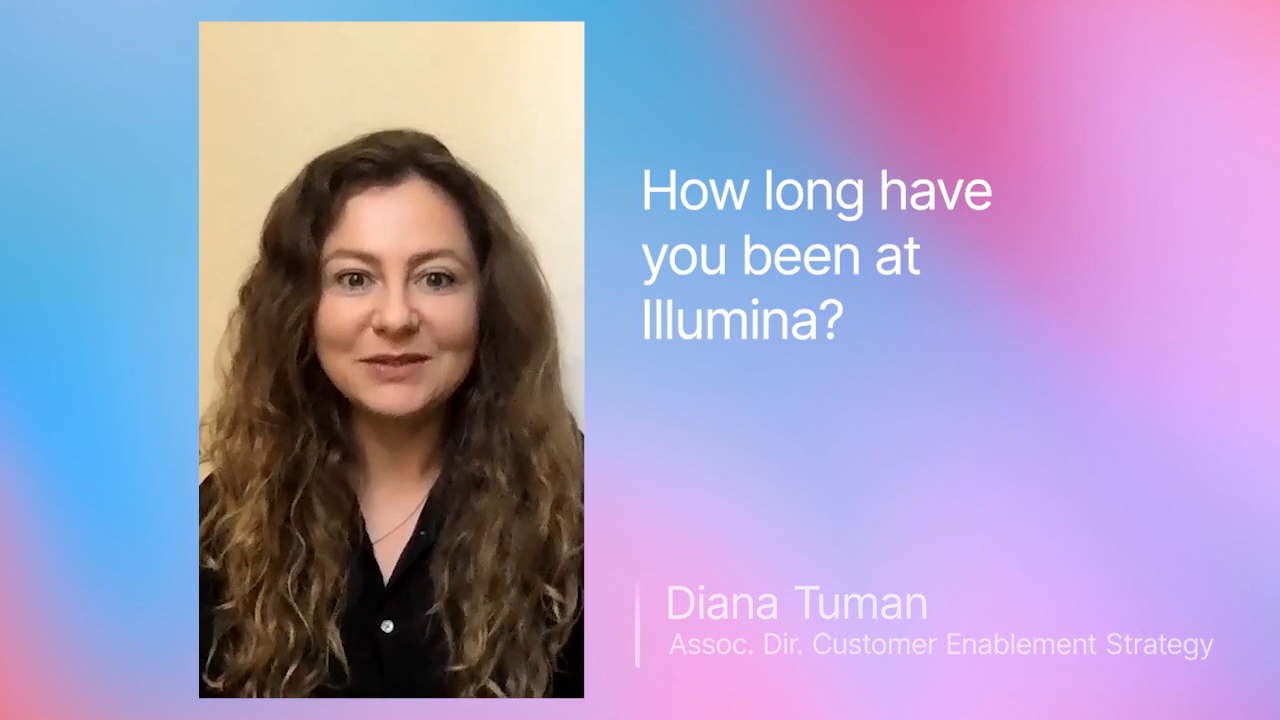 How long have
you been at
Illumina?
Diana Tuman
Assoc. Dir. Customer Enablement Strategy